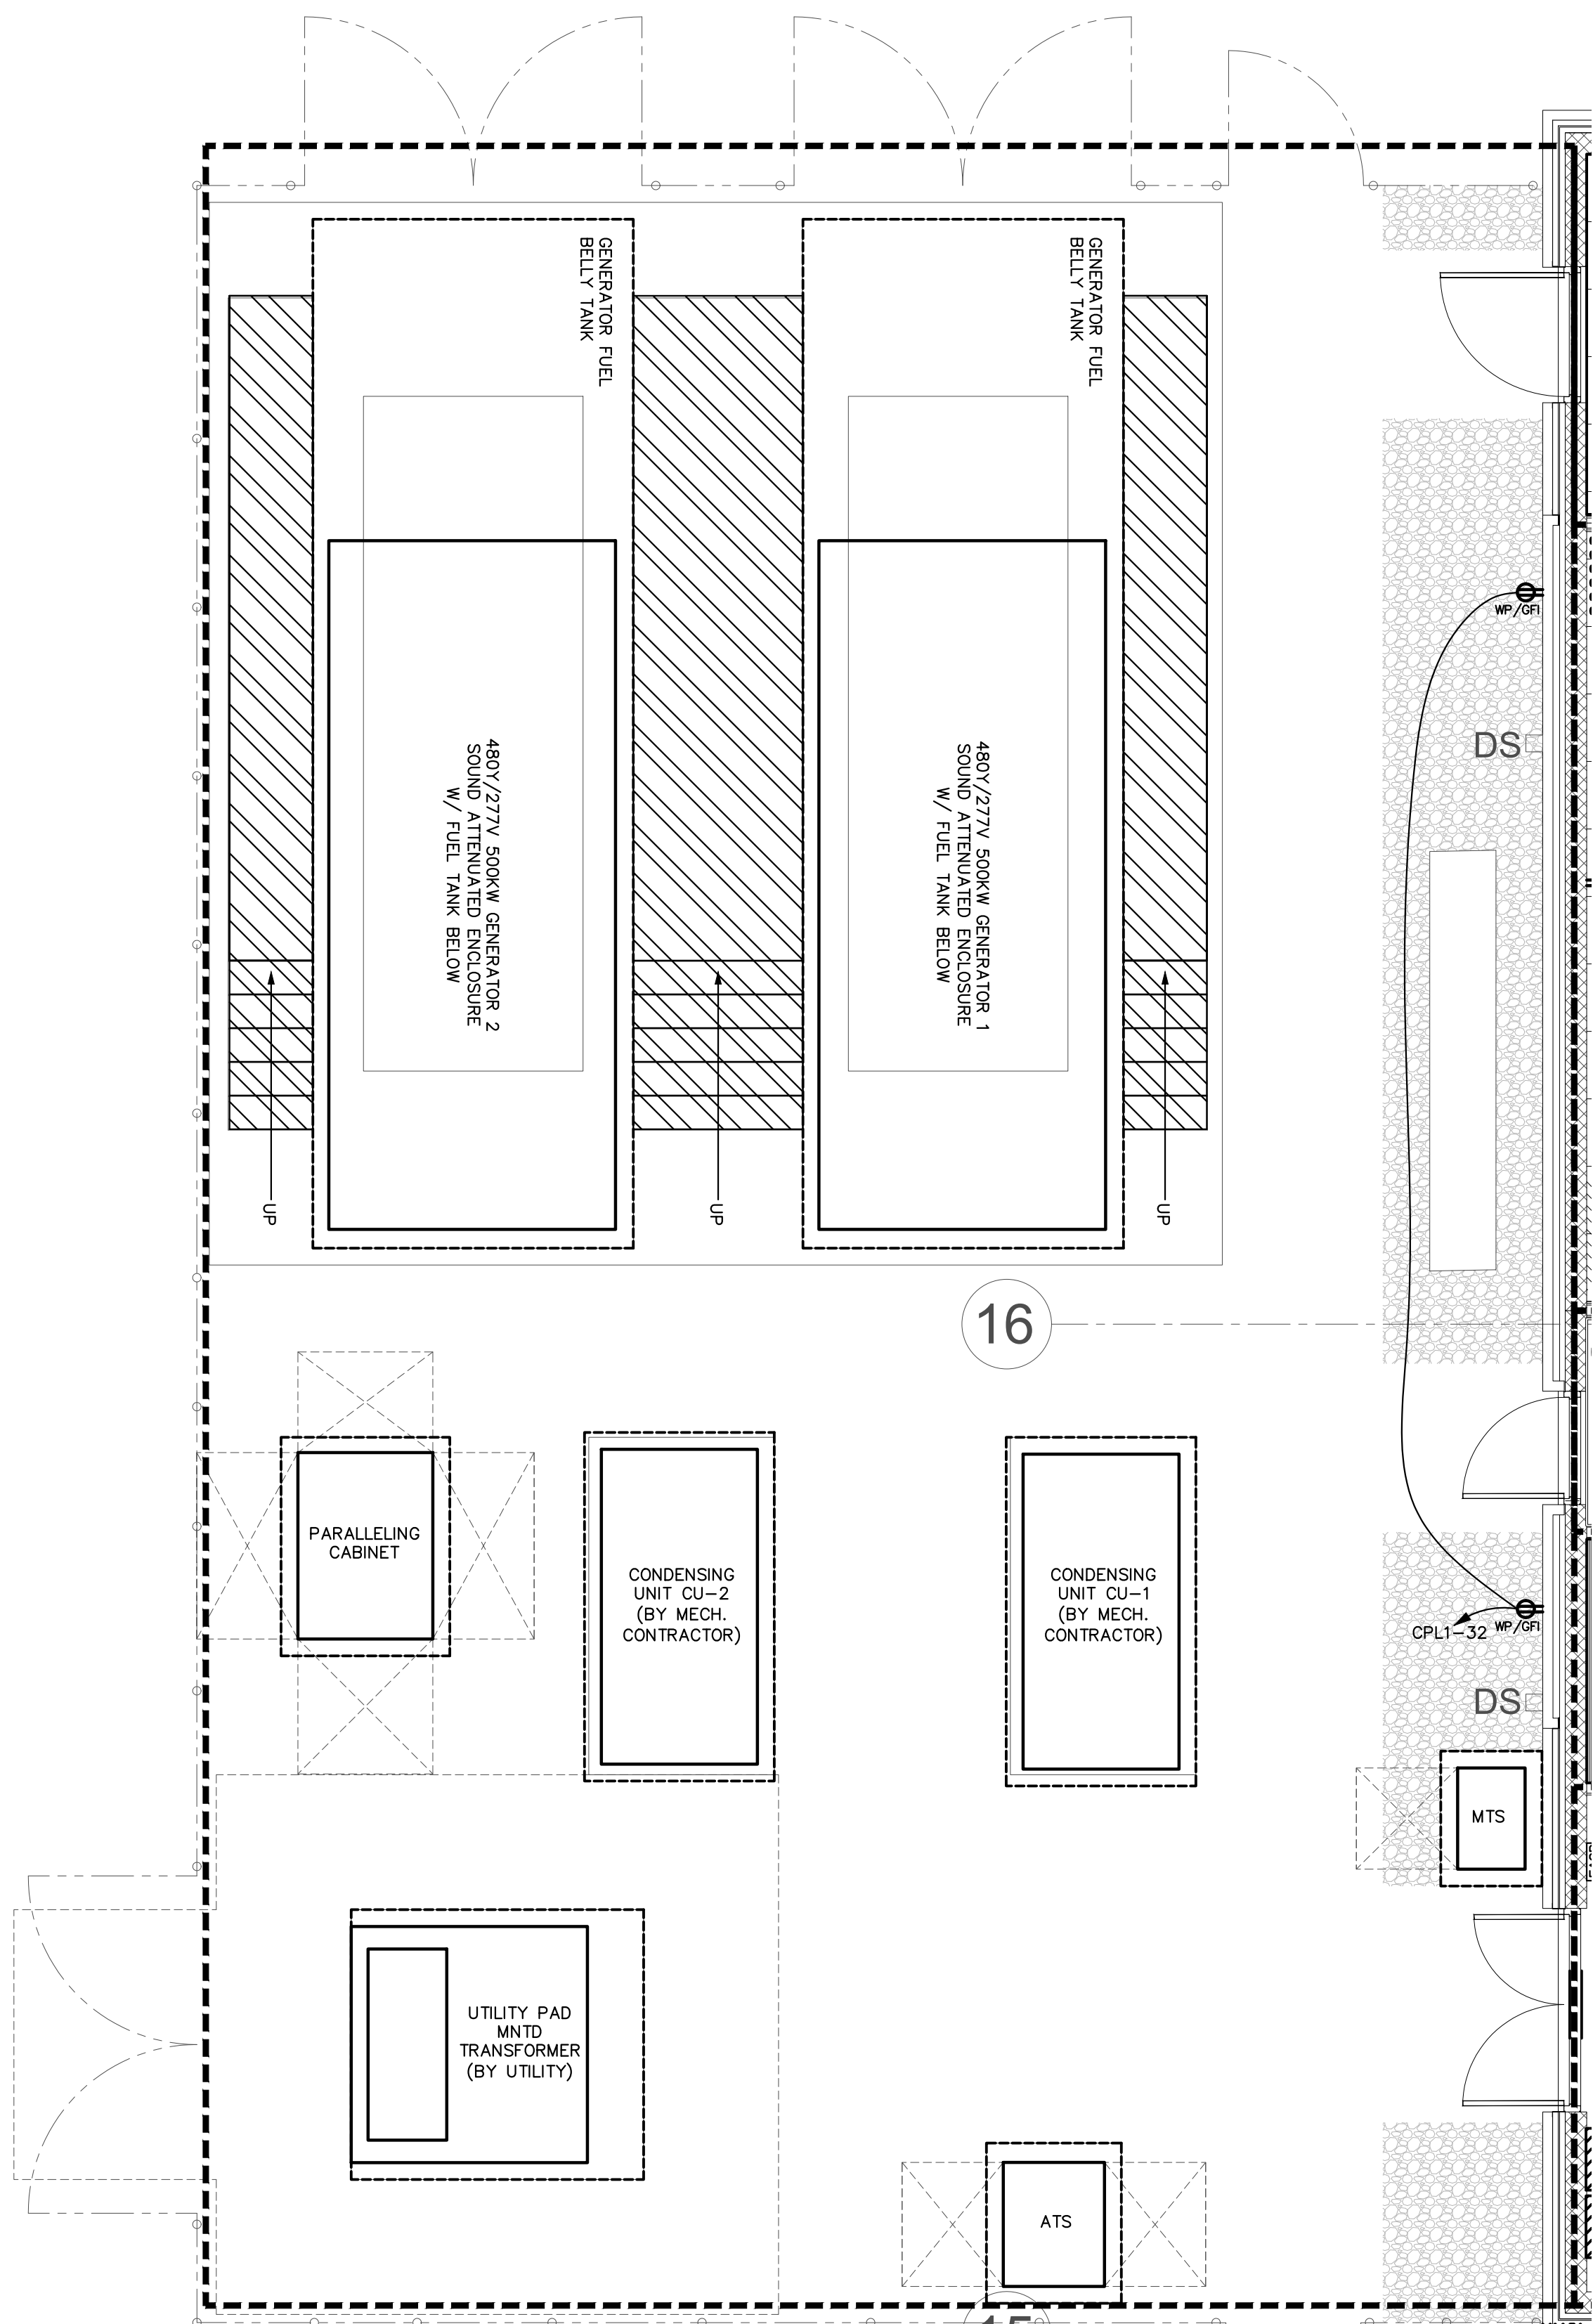 GENERATOR FUEL
BELLY TANK
GENERATOR FUEL
BELLY TANK
WP/GFI
DS
480Y/277V 500KW GENERATOR 2
SOUND ATTENUATED ENCLOSURE
W/ FUEL TANK BELOW
480Y/277V 500KW GENERATOR 1
SOUND ATTENUATED ENCLOSURE
W/ FUEL TANK BELOW
UP
UP
UP
16
PARALLELING
CABINET
CONDENSING
UNIT CU-2
(BY MECH.
CONTRACTOR)
CONDENSING
UNIT CU-1
(BY MECH.
CONTRACTOR)
CPL1-32
WP/GFI
DS
MTS
UTILITY PAD
MNTD
TRANSFORMER
(BY UTILITY)
ATS
15